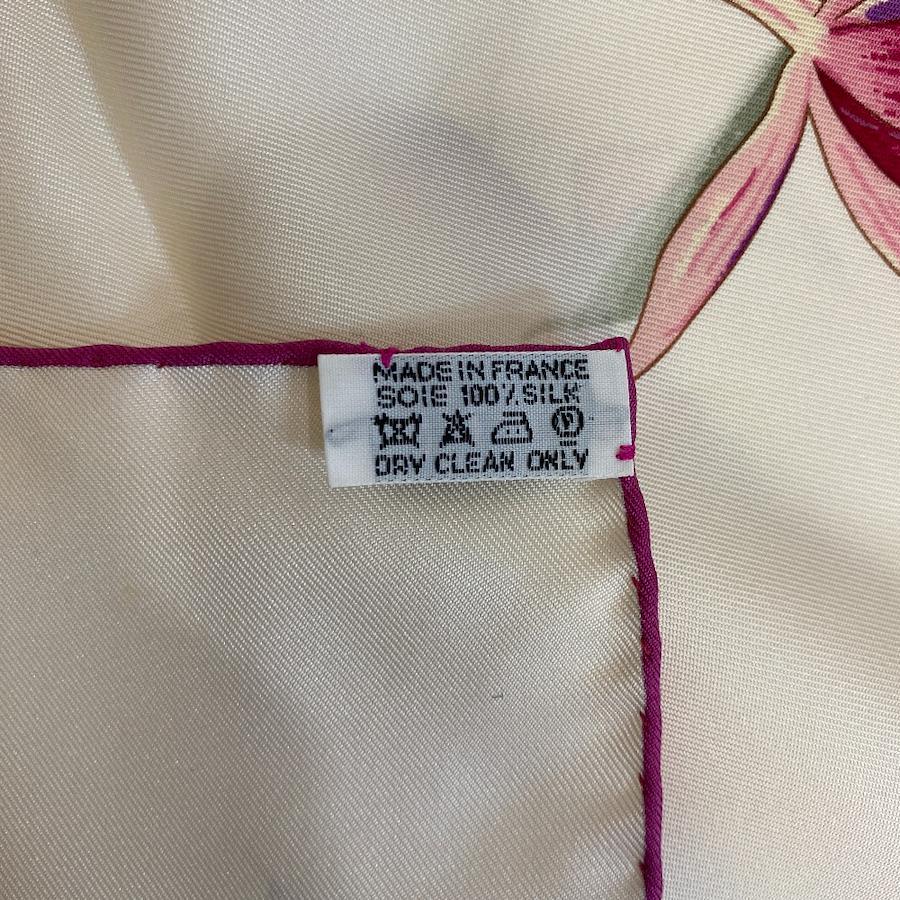 MADE IN FRANCE
SOIE 100% SILK
P
DRY CLEAN ONLY